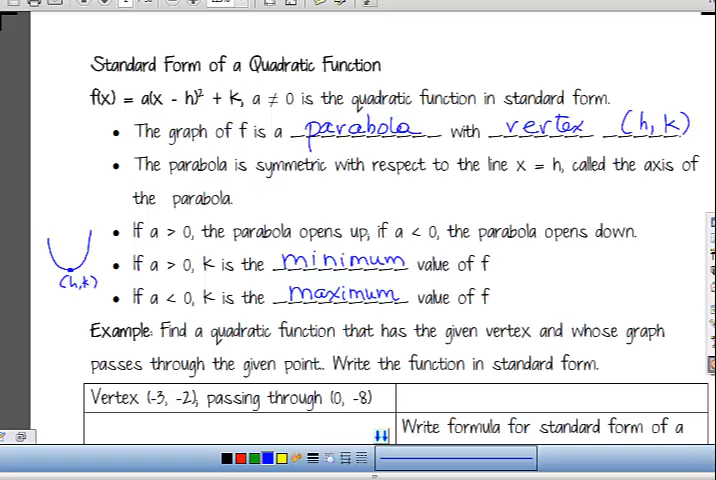 Standard Form of a Quadratic Function
f(x) = a(x - h)² + k, a ≠ 0 is the quadratic function in standard form.
• The graph of f is a parabola with vertex (h, k)
• The parabola is symmetric with respect to the line x = h, called the axis of
the parabola.
• If a > 0, the parabola opens up, if a < 0, the parabola opens down.
• If a > 0, k is the minimum value of f
(h,k)
• If a < 0, k is the maximum value of f
Example: Find a quadratic function that has the given vertex and whose graph
passes through the given point. Write the function in standard form.
Vertex (-3, -2), passing through (0, -8)
Write formula for standard form of a